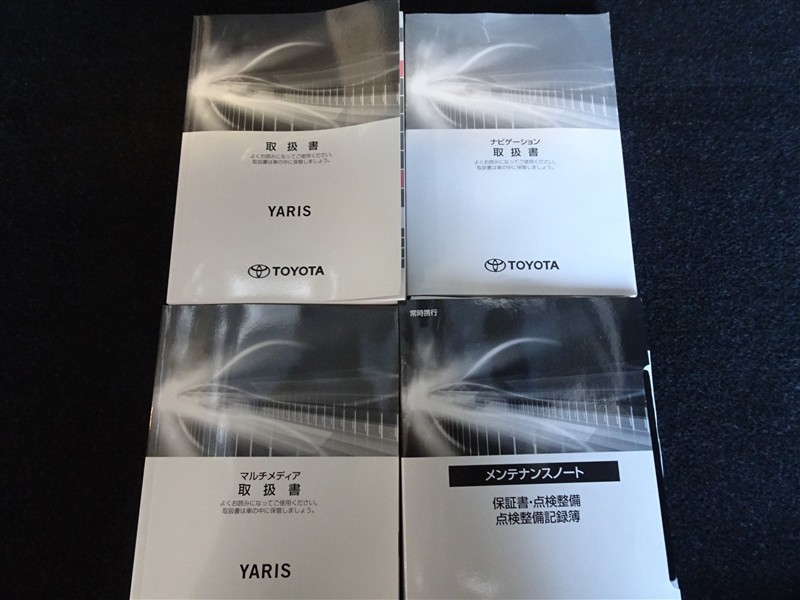 取扱書
よくお読みになってご使用ください。
取扱書は車の中に保管しましょう。
YARIS
TOYOTA
ナビゲーション
取扱書
よくお読みになってご使用ください。
取扱書は車の中に保管しましょう。
TOYOTA
マルチメディア
取扱書
よくお読みになってご使用ください。
取扱書は車の中に保管しましょう。
YARIS
常時携行
メンテナンスノート
保証書・点検整備
点検整備記録簿